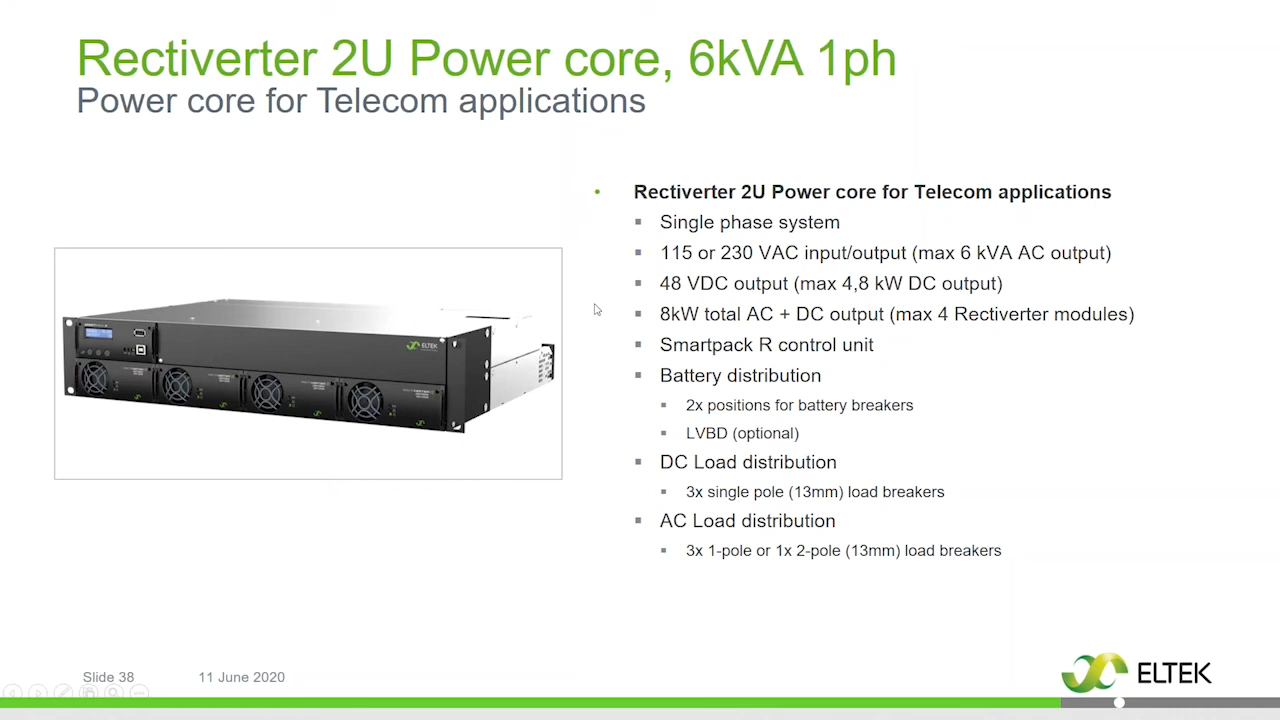 Rectiverter 2U Power core, 6kVA 1ph
Power core for Telecom applications
Rectiverter 2U Power core for Telecom applications
Single phase system
115 or 230 VAC input/output (max 6 kVA AC output)
48 VDC output (max 4,8 kW DC output)
8kW total AC + DC output (max 4 Rectiverter modules)
Smartpack R control unit
Battery distribution
2x positions for battery breakers
LVBD (optional)
DC Load distribution
3x single pole (13mm) load breakers
AC Load distribution
3x 1-pole or 1x 2-pole (13mm) load breakers
ELTEK
Slide 38
11 June 2020
ELTEK